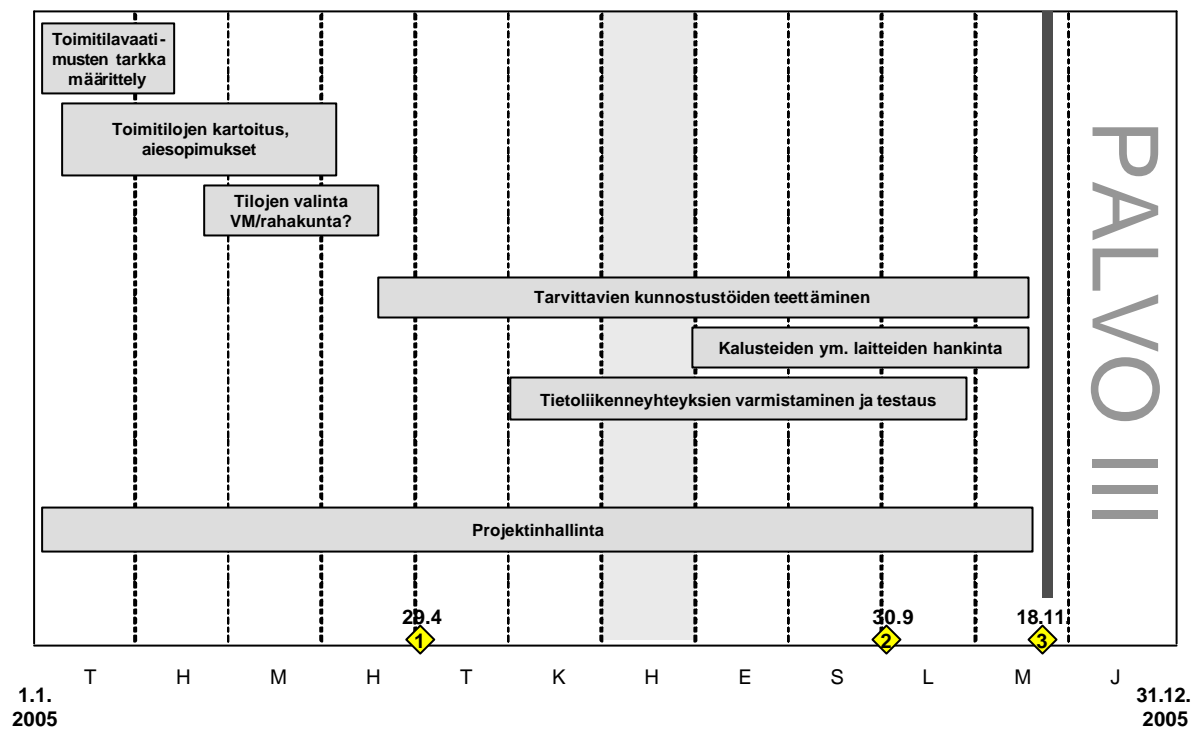 Toimitilavaati-
musten tarkka
määrittely
Toimitilojen kartoitus,
aiesopimukset
Tilojen valinta
VM/rahakunta?
Tarvittavien kunnostustöiden teettäminen
Kalusteiden ym. laitteiden hankinta
Tietoliikenneyhteyksien varmistaminen ja testaus
Projektinhallinta
PALVO III
29.4
30.9
18.11.
1
2
3
T H M H T K H E S L M J
1.1.
2005
31.12.
2005